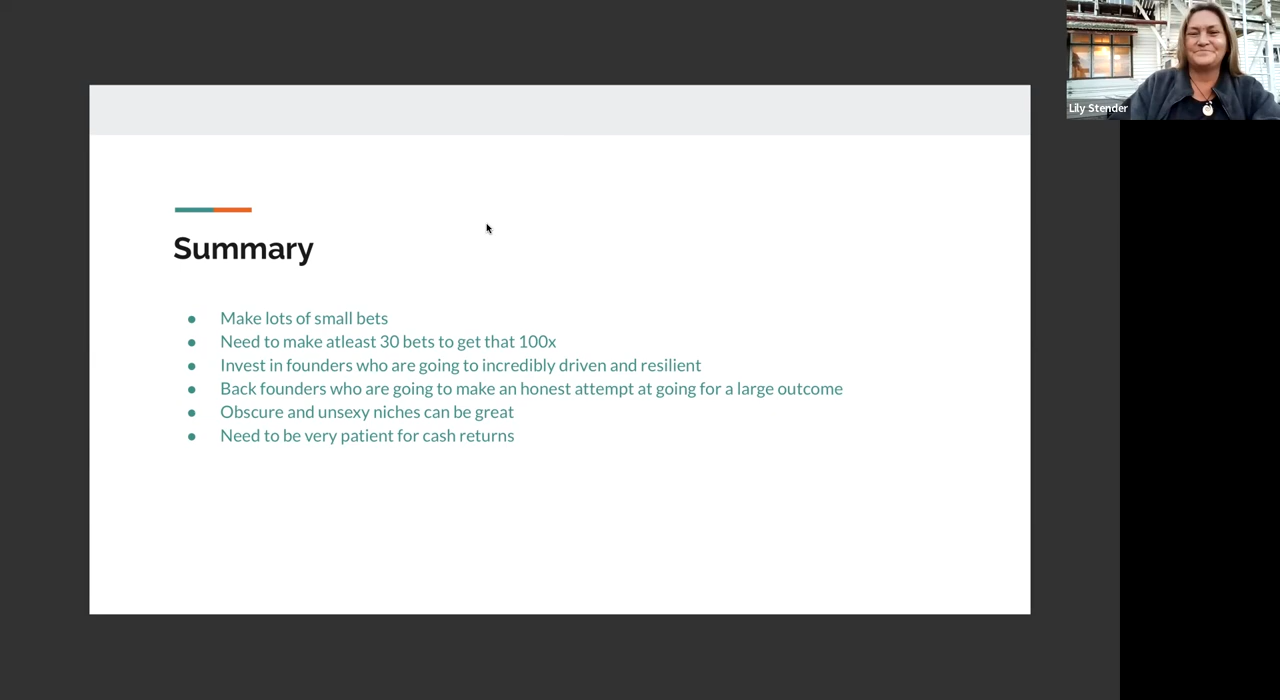 Lily Stender
Summary
● Make lots of small bets
● Need to make atleast 30 bets to get that 100x
● Invest in founders who are going to incredibly driven and resilient
● Back founders who are going to make an honest attempt at going for a large outcome
● Obscure and unsexy niches can be great
● Need to be very patient for cash returns